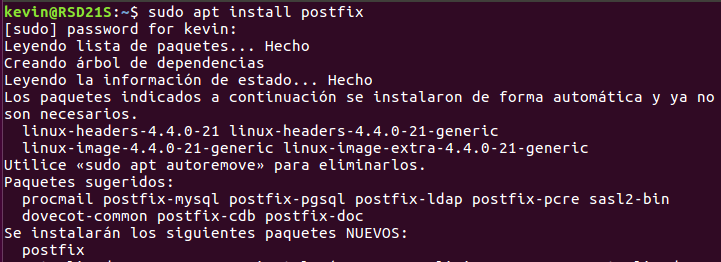 kevin@RSD21S:~$ sudo apt install postfix
[sudo] password for kevin:
Leyendo lista de paquetes... Hecho
Creando árbol de dependencias
Leyendo la información de estado... Hecho
Los paquetes indicados a continuación se instalaron de forma automática y ya no
son necesarios.
linux-headers-4.4.0-21 linux-headers-4.4.0-21-generic
linux-image-4.4.0-21-generic linux-image-extra-4.4.0-21-generic
Utilice «sudo apt autoremove» para eliminarlos.
Paquetes sugeridos:
procmail postfix-mysql postfix-pgsql postfix-ldap postfix-pcre sasl2-bin
dovecot-common postfix-cdb postfix-doc
Se instalarán los siguientes paquetes NUEVOS:
postfix